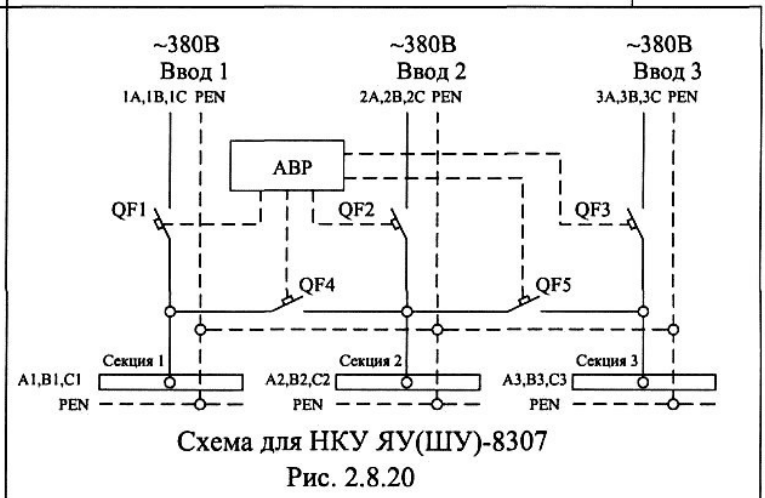 ~380В ~380В ~380В
Ввод 1 Ввод 2 Ввод 3
1A,1B,1C PEN 2A,2B,2C PEN 3A,3B,3C PEN
АВР
QF1 QF2 QF3
QF4 QF5
Секция 1 Секция 2 Секция 3
A1,B1,C1 A2,B2,C2 A3,B3,C3
PEN PEN PEN
Схема для НКУ ЯУ(ШУ)-8307
Рис. 2.8.20